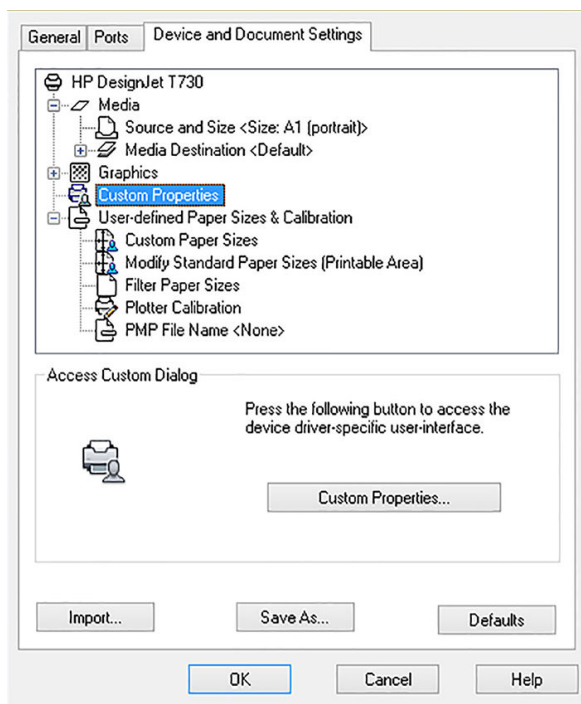 General Ports Device and Document Settings
HP DesignJet T730
Media
Source and Size <Size: A1 (portrait)>
Media Destination <Default>
Graphics
Custom Properties
User-defined Paper Sizes & Calibration
Custom Paper Sizes
Modify Standard Paper Sizes (Printable Area)
Filter Paper Sizes
Plotter Calibration
PMP File Name <None>
Access Custom Dialog
Press the following button to access the
device driver-specific user-interface.
Custom Properties...
Import... Save As... Defaults
OK Cancel Help